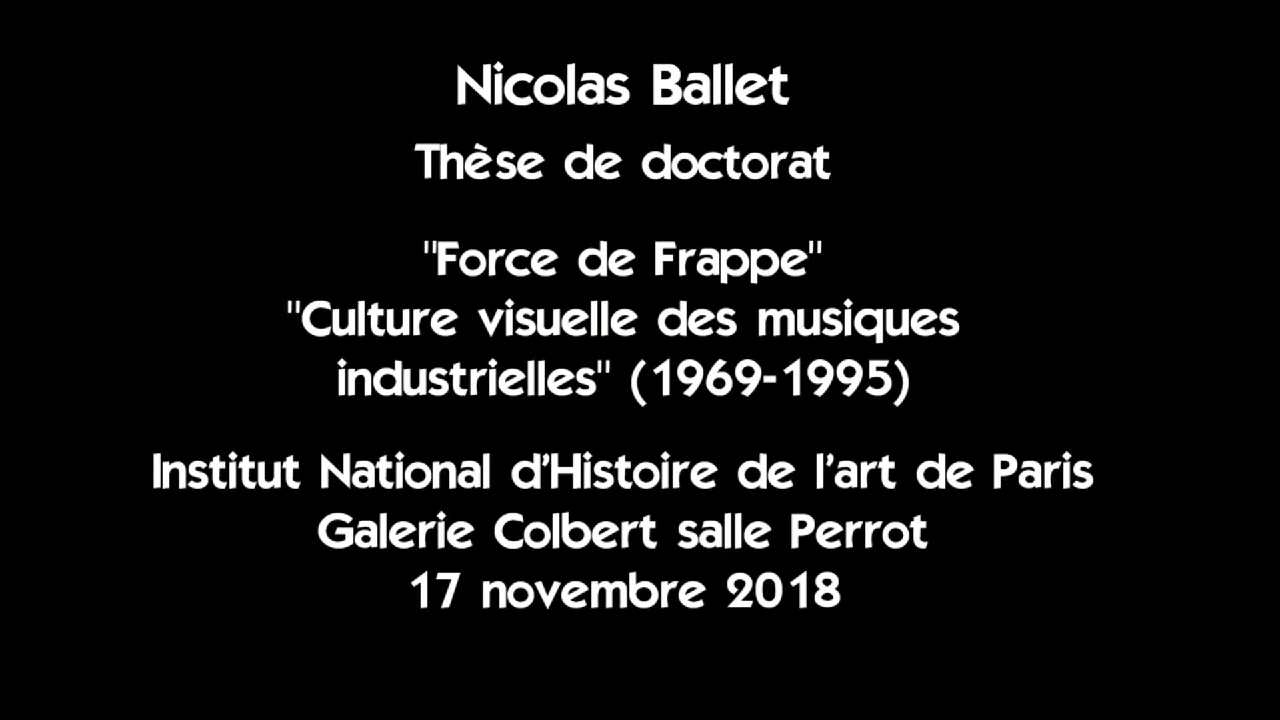 Nicolas Ballet
Thèse de doctorat
"Force de Frappe"
"Culture visuelle des musiques
industrielles" (1969-1995)
Institut National d’Histoire de l’art de Paris
Galerie Colbert salle Perrot
17 novembre 2018